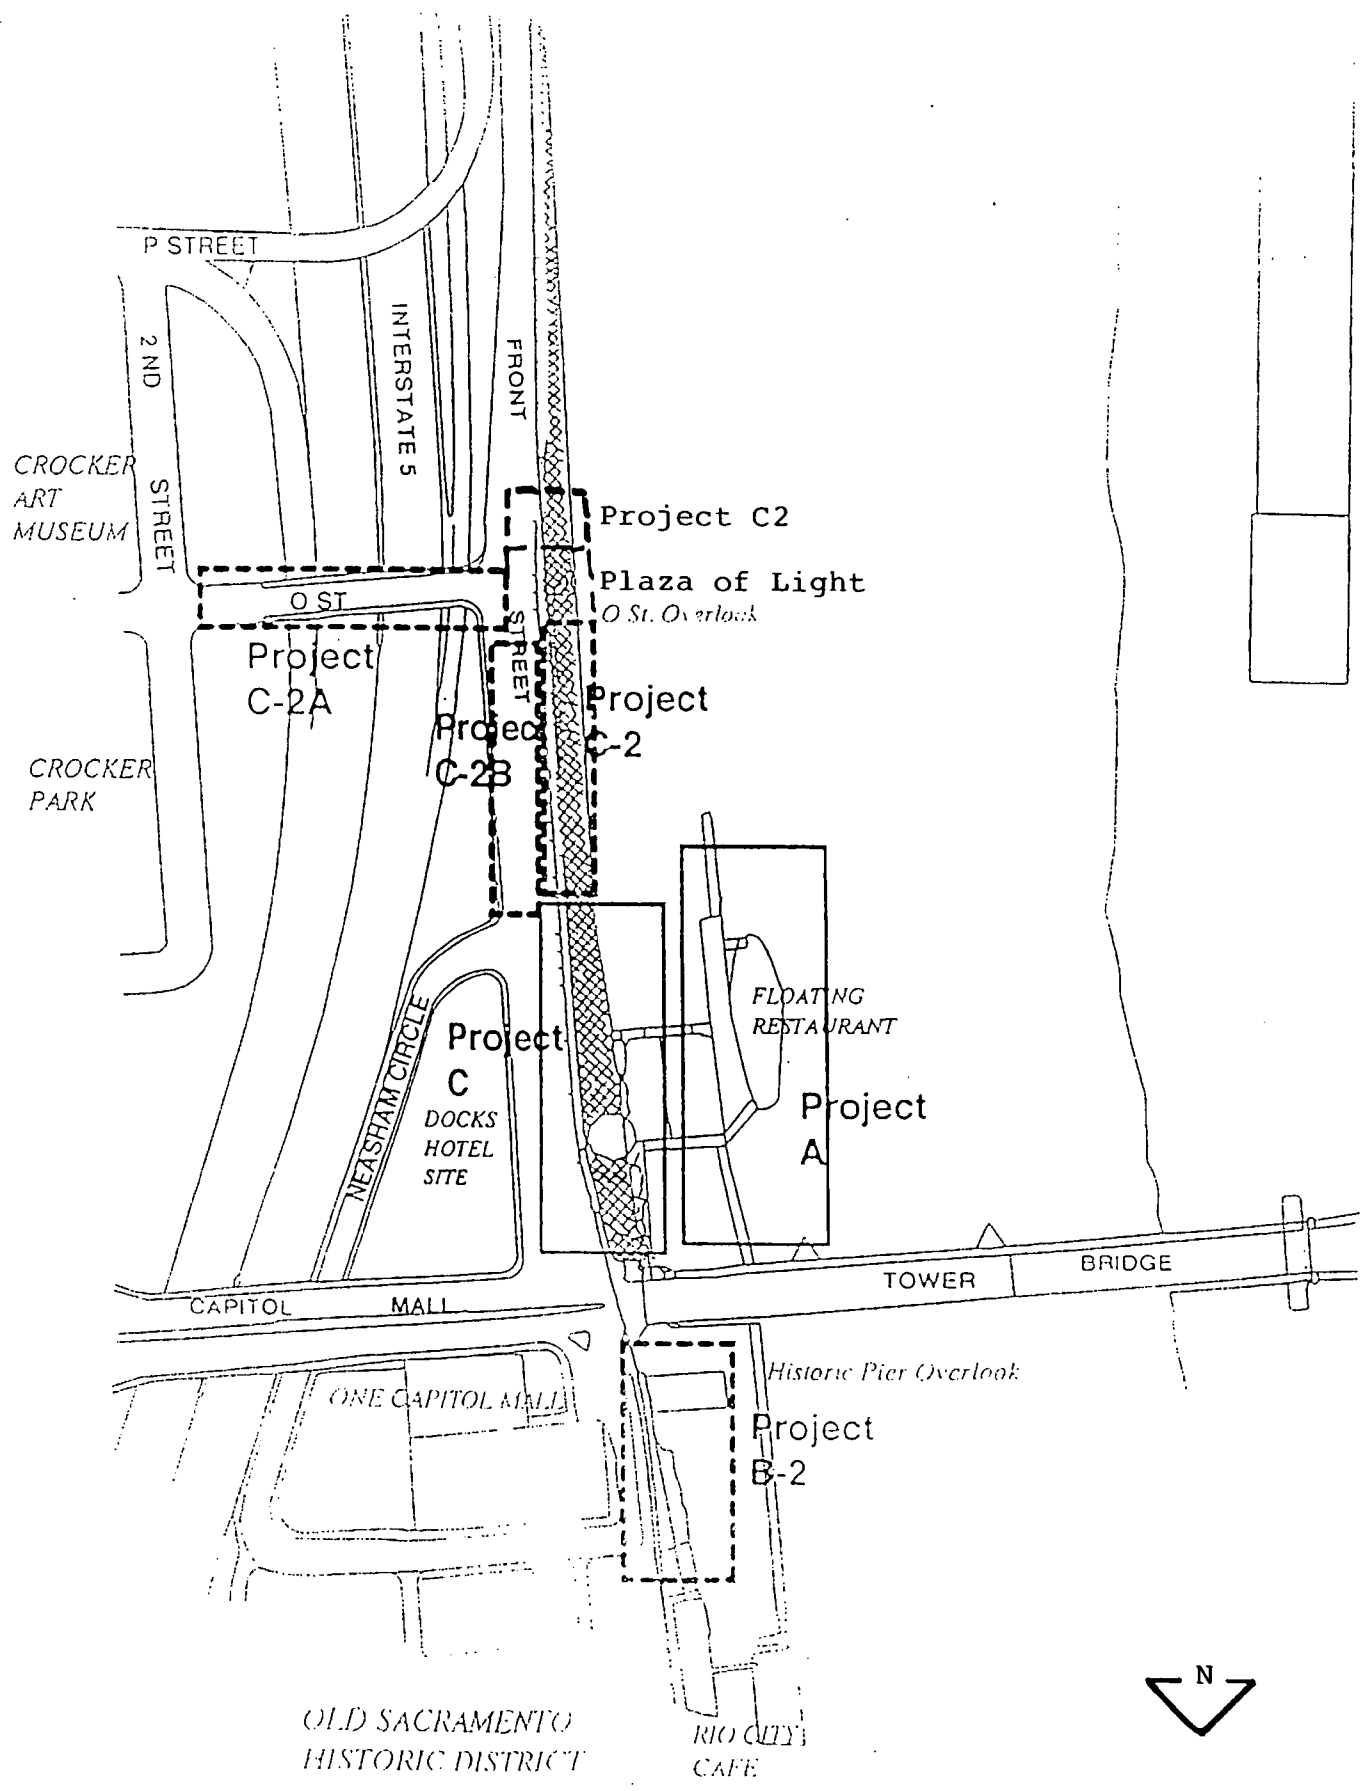 P STREET
INTERSTATE 5
FRONT
2 ND
STREET
CROCKER
ART
MUSEUM
Project C2
Plaza of Light
O St. Overlook
O ST
STREET
Project
C-2A
Project
C-2
Projec
C-2B
CROCKER
PARK
FLOATING
RESTAURANT
NEASHAM CIRCLE
Project
C
DOCKS
HOTEL
SITE
Project
A
TOWER
BRIDGE
CAPITOL
MALL
Historic Pier Overlook
ONE CAPITOL MALL
Project
B-2
N
OLD SACRAMENTO
HISTORIC DISTRICT
RIO CITY
CAFE